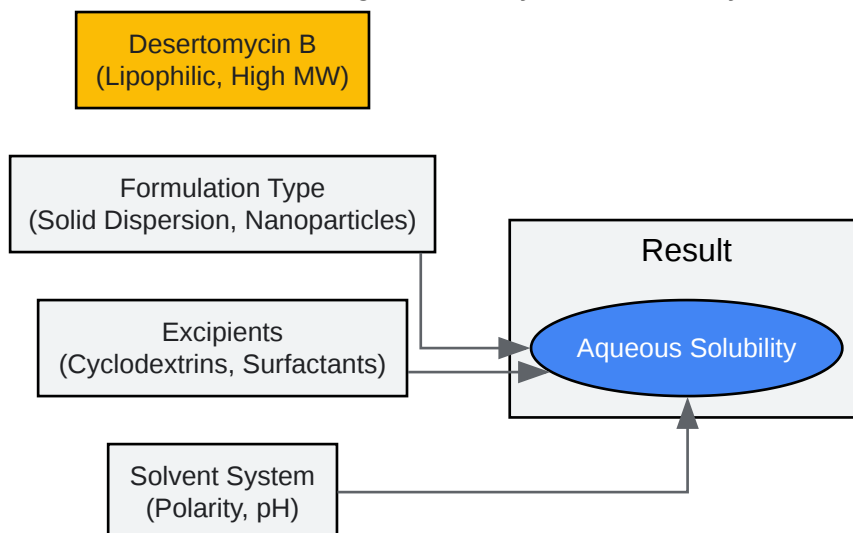 Desertomycin B
(Lipophilic, High MW)
Formulation Type
(Solid Dispersion, Nanoparticles)
Result
Excipients
(Cyclodextrins, Surfactants)
Aqueous Solubility
Solvent System
(Polarity, pH)